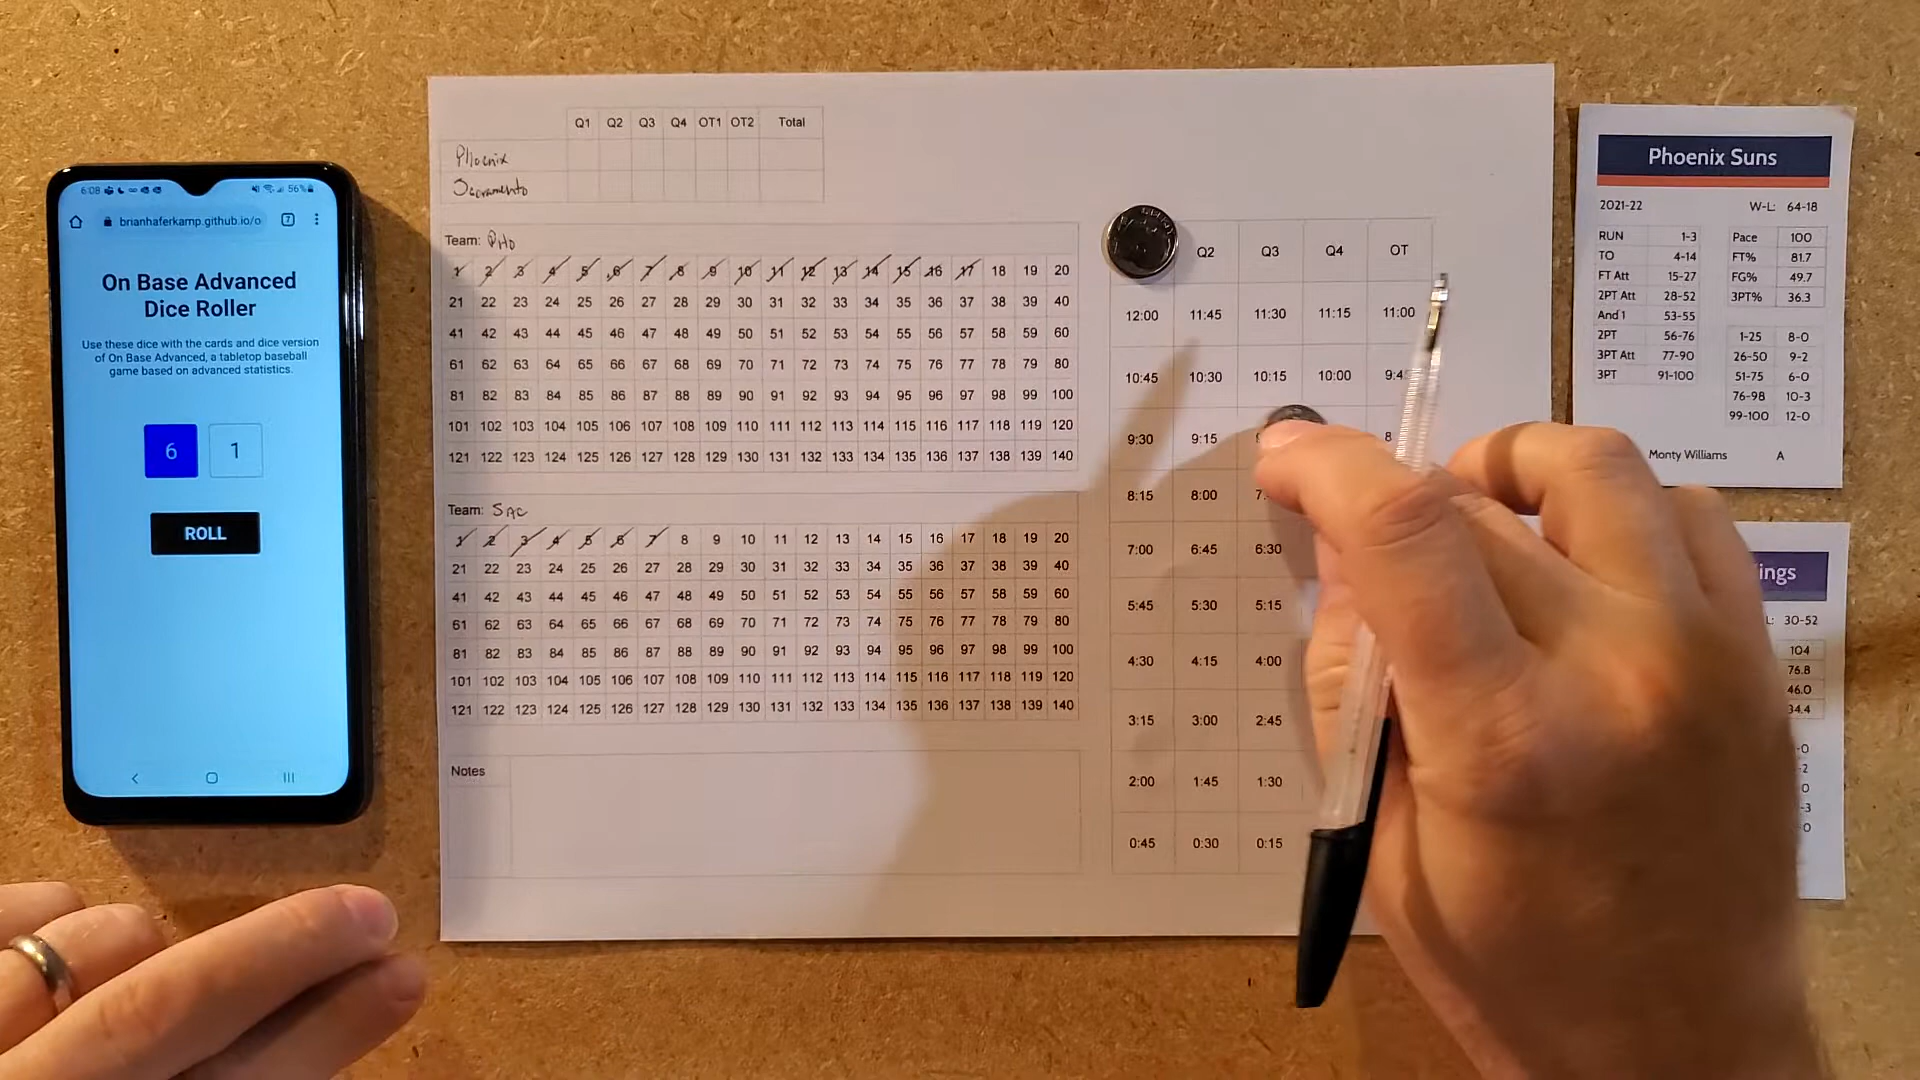 6:08 56%
brianhaferkamp.github.io/o 7
On Base Advanced
Dice Roller
Use these dice with the cards and dice version
of On Base Advanced, a tabletop baseball
game based on advanced statistics.
6 1
ROLL
Q1 Q2 Q3 Q4 OT1 OT2 Total
Phoenix
Sacramento
Team: PHO
1 2 3 4 5 6 7 8 9 10 11 12 13 14 15 16 17 18 19 20
21 22 23 24 25 26 27 28 29 30 31 32 33 34 35 36 37 38 39 40
41 42 43 44 45 46 47 48 49 50 51 52 53 54 55 56 57 58 59 60
61 62 63 64 65 66 67 68 69 70 71 72 73 74 75 76 77 78 79 80
81 82 83 84 85 86 87 88 89 90 91 92 93 94 95 96 97 98 99 100
101 102 103 104 105 106 107 108 109 110 111 112 113 114 115 116 117 118 119 120
121 122 123 124 125 126 127 128 129 130 131 132 133 134 135 136 137 138 139 140
Team: SAC
1 2 3 4 5 6 7 8 9 10 11 12 13 14 15 16 17 18 19 20
21 22 23 24 25 26 27 28 29 30 31 32 33 34 35 36 37 38 39 40
41 42 43 44 45 46 47 48 49 50 51 52 53 54 55 56 57 58 59 60
61 62 63 64 65 66 67 68 69 70 71 72 73 74 75 76 77 78 79 80
81 82 83 84 85 86 87 88 89 90 91 92 93 94 95 96 97 98 99 100
101 102 103 104 105 106 107 108 109 110 111 112 113 114 115 116 117 118 119 120
121 122 123 124 125 126 127 128 129 130 131 132 133 134 135 136 137 138 139 140
Notes
Q2 Q3 Q4 OT
12:00 11:45 11:30 11:15 11:00
10:45 10:30 10:15 10:00
9:30 9:15
8:15 8:00
7:00 6:45 6:30
5:45 5:30 5:15
4:30 4:15 4:00
3:15 3:00 2:45
2:00 1:45 1:30
0:45 0:30 0:15
Phoenix Suns
2021-22 W-L: 64-18
RUN 1-3 Pace 100
TO 4-14 FT% 81.7
FT Att 15-27 FG% 49.7
2PT Att 28-52 3PT% 36.3
And 1 53-55
2PT 56-76 1-25 8-0
3PT Att 77-90 26-50 9-2
3PT 91-100 51-75 6-0
76-98 10-3
99-100 12-0
Monty Williams A
ings
L: 30-52
104
76.8
46.0
34.4
-0
-2
0
-3
-0